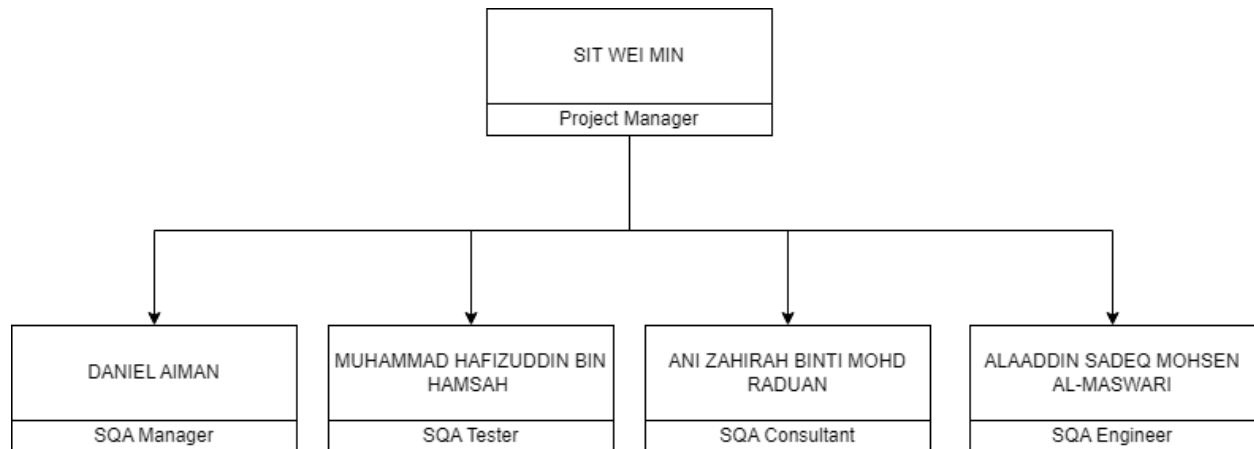 SIT WEI MIN
Project Manager
DANIEL AIMAN
SQA Manager
MUHAMMAD HAFIZUDDIN BIN
HAMSAH
SQA Tester
ANI ZAHIRAH BINTI MOHD
RADUAN
SQA Consultant
ALAADDIN SADEQ MOHSEN
AL-MASWARI
SQA Engineer